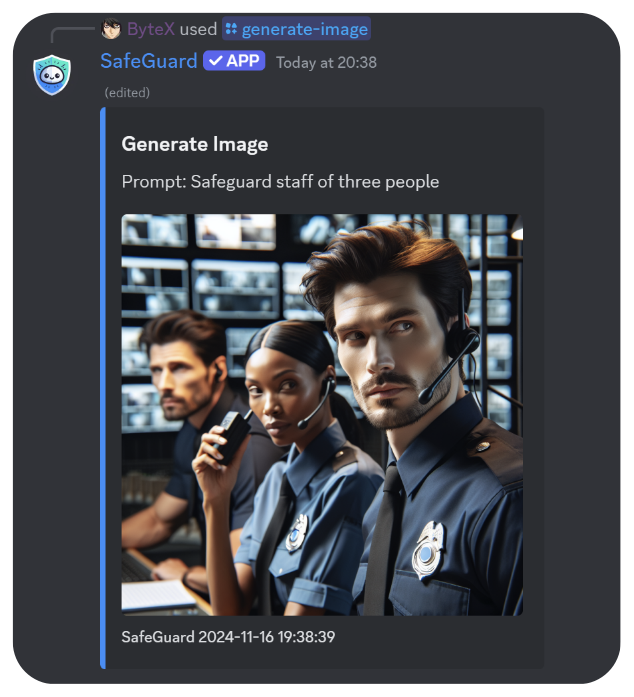 ByteX used generate-image
SafeGuard APP Today at 20:38
(edited)
Generate Image
Prompt: Safeguard staff of three people
SafeGuard 2024-11-16 19:38:39